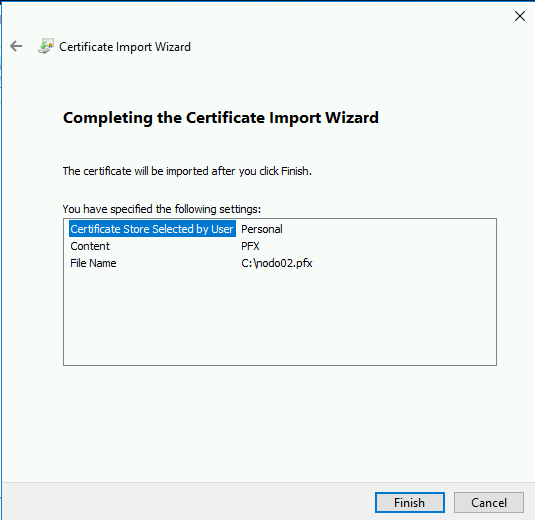 Certificate Import Wizard
Completing the Certificate Import Wizard
The certificate will be imported after you click Finish.
You have specified the following settings:
Certificate Store Selected by User Personal
Content PFX
File Name C:\nodo02.pfx
Finish Cancel